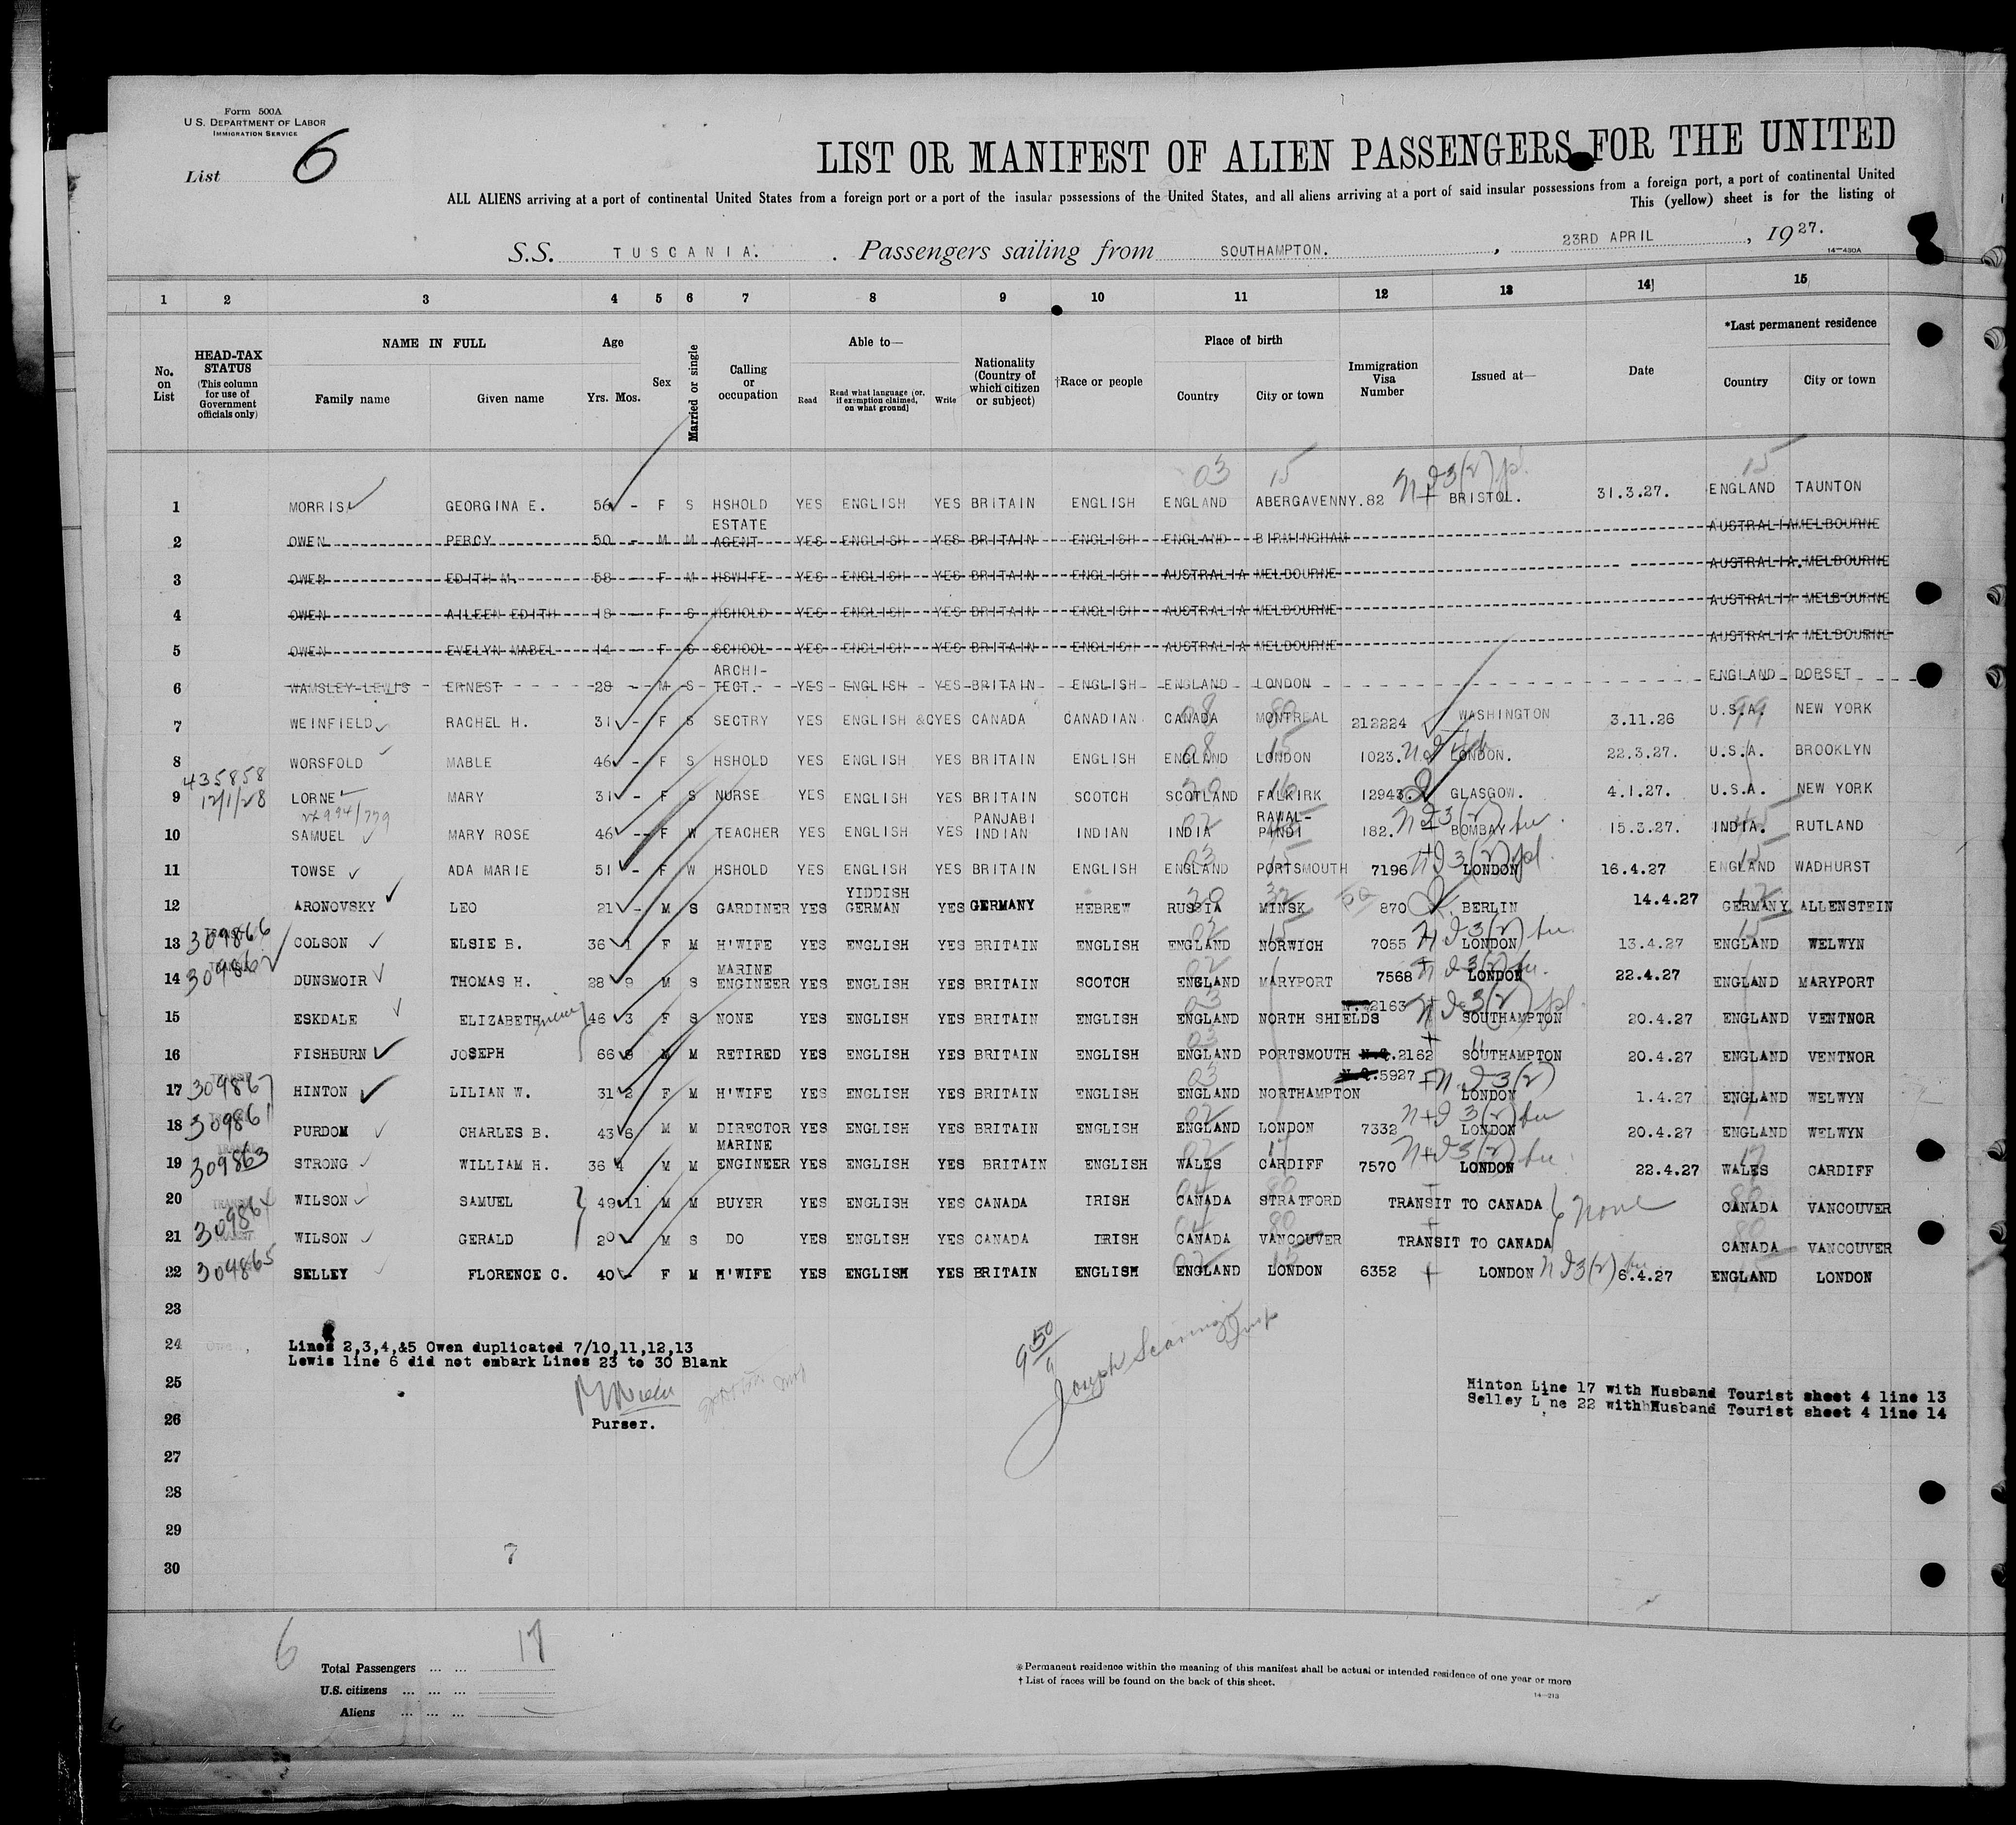 Form 500A
U.S. DEPARTMENT OF LABOR
IMMIGRATION SERVICE
List 6
LIST OR MANIFEST OF ALIEN PASSENGERS FOR THE UNITED
ALL ALIENS arriving at a port of continental United States from a foreign port or a port of the insular possessions of the United States, and all aliens arriving at a port of said insular possessions from a foreign port, a port of continental United
This (yellow) sheet is for the listing of
S.S. TUSCANIA. Passengers sailing from SOUTHAMPTON. , 23RD APRIL , 1927.
14-430A
1 2 3 4 5 6 7 8 9 10 11 12 13 14 15
No. on List
HEAD-TAX STATUS (This column for use of Government officials only)
NAME IN FULL
Family name Given name
Age
Yrs. Mos.
Sex
Married or single
Calling or occupation
Able to—
Read Read what language [or, if exemption claimed, on what ground] Write
Nationality (Country of which citizen or subject)
†Race or people
Place of birth
Country City or town
Immigration Visa Number
Issued at—
Date
*Last permanent residence
Country City or town
03 15 15
1 MORRIS GEORGINA E. 56 - F S HSHOLD YES ENGLISH YES BRITAIN ENGLISH ENGLAND ABERGAVENNY. 82 BRISTOL. 31.3.27. ENGLAND TAUNTON
2 OWEN PERCY 50 - M M ESTATE AGENT YES ENGLISH YES BRITAIN ENGLISH ENGLAND BIRMINGHAM AUSTRALIA MELBOURNE
3 OWEN EDITH M. 58 - F M HSWIFE YES ENGLISH YES BRITAIN ENGLISH AUSTRALIA MELBOURNE AUSTRALIA. MELBOURNE
4 OWEN AILEEN EDITH 18 - F S HSHOLD YES ENGLISH YES BRITAIN ENGLISH AUSTRALIA MELBOURNE AUSTRALIA MELBOURNE
5 OWEN EVELYN MABEL 14 - F S SCHOOL YES ENGLISH YES BRITAIN ENGLISH AUSTRALIA MELBOURNE AUSTRALIA MELBOURNE
6 WAMSLEY-LEWIS ERNEST 28 - M S ARCHI-TECT. YES ENGLISH YES BRITAIN ENGLISH ENGLAND LONDON ENGLAND DORSET
7 WEINFIELD RACHEL H. 31 - F S SECTRY YES ENGLISH &C YES CANADA CANADIAN CANADA MONTREAL 212224 WASHINGTON 3.11.26 U.S.A. NEW YORK
8 WORSFOLD MABLE 46 - F S HSHOLD YES ENGLISH YES BRITAIN ENGLISH ENGLAND LONDON 1023. LONDON. 22.3.27. U.S.A. BROOKLYN
435858
12/1/28
9 LORNE MARY 31 - F S NURSE YES ENGLISH YES BRITAIN SCOTCH SCOTLAND FALKIRK 12943. GLASGOW. 4.1.27. U.S.A. NEW YORK
10 SAMUEL MARY ROSE 46 - F W TEACHER YES ENGLISH YES PANJABI INDIAN INDIAN INDIA RAWAL-PINDI 182. BOMBAY 15.3.27. INDIA. RUTLAND
11 TOWSE ADA MARIE 51 - F W HSHOLD YES ENGLISH YES BRITAIN ENGLISH ENGLAND PORTSMOUTH 7196 LONDON 16.4.27 ENGLAND WADHURST
12 ARONOVSKY LEO 21 - M S GARDINER YES YIDDISH GERMAN YES GERMANY HEBREW RUSSIA MINSK 870 BERLIN 14.4.27 GERMANY ALLENSTEIN
13 309866 COLSON ELSIE B. 36 1 F M H'WIFE YES ENGLISH YES BRITAIN ENGLISH ENGLAND NORWICH 7055 LONDON 13.4.27 ENGLAND WELWYN
14 309862 DUNSMOIR THOMAS H. 28 9 M S MARINE ENGINEER YES ENGLISH YES BRITAIN SCOTCH ENGLAND MARYPORT 7568 LONDON 22.4.27 ENGLAND MARYPORT
15 ESKDALE ELIZABETH niece 46 3 F S NONE YES ENGLISH YES BRITAIN ENGLISH ENGLAND NORTH SHIELDS 2163 SOUTHAMPTON 20.4.27 ENGLAND VENTNOR
16 FISHBURN JOSEPH 66 9 M M RETIRED YES ENGLISH YES BRITAIN ENGLISH ENGLAND PORTSMOUTH 2162 SOUTHAMPTON 20.4.27 ENGLAND VENTNOR
17 309867 HINTON LILIAN W. 31 2 F M H'WIFE YES ENGLISH YES BRITAIN ENGLISH ENGLAND NORTHAMPTON 5927 LONDON 1.4.27 ENGLAND WELWYN
18 309861 PURDOM CHARLES B. 43 6 M M DIRECTOR YES ENGLISH YES BRITAIN ENGLISH ENGLAND LONDON 7332 LONDON 20.4.27 ENGLAND WELWYN
19 309863 STRONG WILLIAM H. 36 4 M M MARINE ENGINEER YES ENGLISH YES BRITAIN ENGLISH WALES CARDIFF 7570 LONDON 22.4.27 WALES CARDIFF
20 309864 WILSON SAMUEL 49 11 M M BUYER YES ENGLISH YES CANADA IRISH CANADA STRATFORD TRANSIT TO CANADA none CANADA VANCOUVER
21 WILSON GERALD 20 M S DO YES ENGLISH YES CANADA IRISH CANADA VANCOUVER TRANSIT TO CANADA CANADA VANCOUVER
22 309865 SELLEY FLORENCE C. 40 - F M H'WIFE YES ENGLISH YES BRITAIN ENGLISH ENGLAND LONDON 6352 LONDON 6.4.27 ENGLAND LONDON
23
24 Lines 2,3,4,&5 Owen duplicated 7/10,11,12,13
Lewis line 6 did not embark Lines 23 to 30 Blank
25
Hinton Line 17 with Husband Tourist sheet 4 line 13
Selley L ne 22 with Husband Tourist sheet 4 line 14
26 Purser.
27
28
29
30
7
6
Total Passengers ... ... 17
U.S. citizens ... ... ...
Aliens ... ... ...
*Permanent residence within the meaning of this manifest shall be actual or intended residence of one year or more
† List of races will be found on the back of this sheet.
14-213